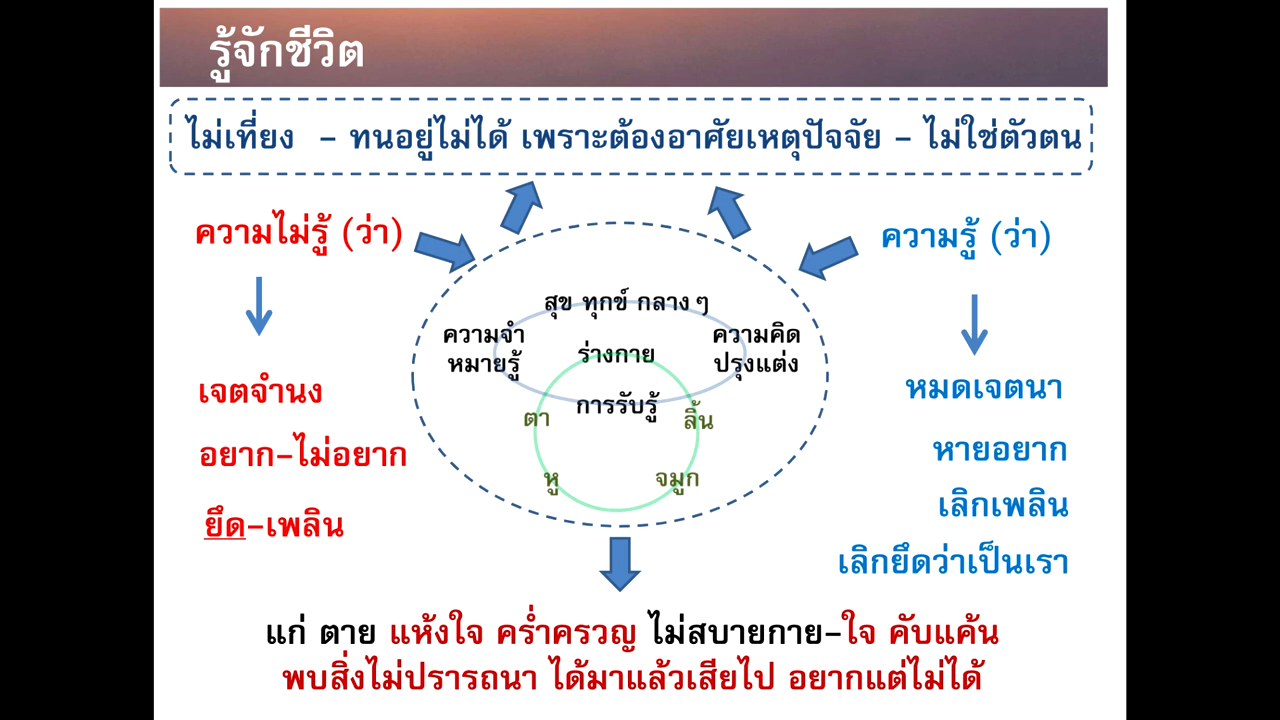 รู้จักชีวิต
ไม่เที่ยง – ทนอยู่ไม่ได้ เพราะต้องอาศัยเหตุปัจจัย – ไม่ใช่ตัวตน
ความไม่รู้ (ว่า)
ความรู้ (ว่า)
สุข ทุกข์ กลาง ๆ
ความจำ
หมายรู้
ร่างกาย
ความคิด
ปรุงแต่ง
การรับรู้
ตา
ลิ้น
หู
จมูก
เจตจำนง
อยาก–ไม่อยาก
ยึด–เพลิน
หมดเจตนา
หายอยาก
เลิกเพลิน
เลิกยึดว่าเป็นเรา
แก่ ตาย แห้งใจ คร่ำครวญ ไม่สบายกาย–ใจ คับแค้น
พบสิ่งไม่ปรารถนา ได้มาแล้วเสียไป อยากแต่ไม่ได้